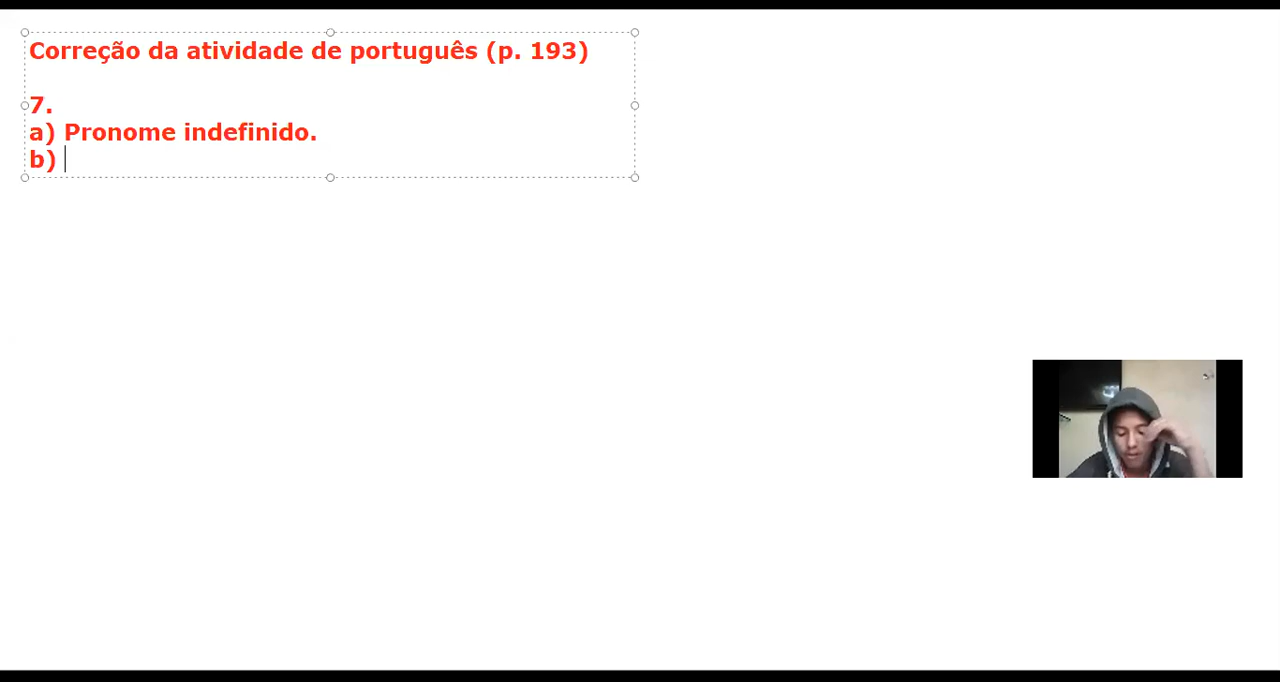 Correção da atividade de português (p. 193)
7.
a) Pronome indefinido.
b)